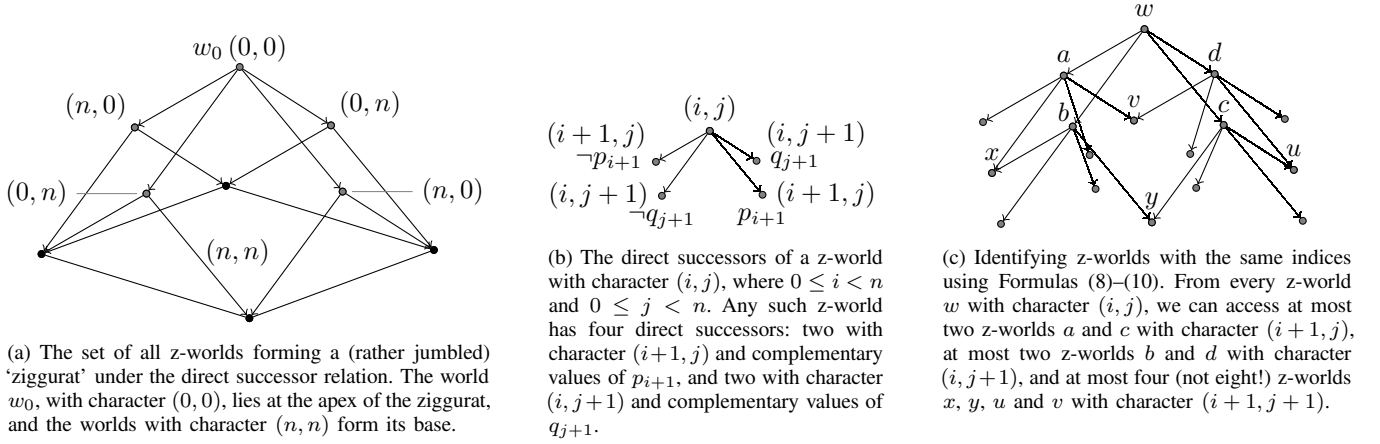 w₀ (0, 0)
(n, 0)
(0, n)
(0, n)
(n, 0)
(n, n)
(a) The set of all z-worlds forming a (rather jumbled)
‘ziggurat’ under the direct successor relation. The world
w₀, with character (0, 0), lies at the apex of the ziggurat,
and the worlds with character (n, n) form its base.
(i, j)
(i + 1, j)
(i, j + 1)
¬pᵢ₊₁
qⱼ₊₁
(i, j + 1)
(i + 1, j)
¬qⱼ₊₁
pᵢ₊₁
(b) The direct successors of a z-world
with character (i, j), where 0 ≤ i < n
and 0 ≤ j < n. Any such z-world
has four direct successors: two with
character (i+1, j) and complementary
values of pᵢ₊₁, and two with character
(i, j+1) and complementary values of
qⱼ₊₁.
w
a
d
b
v
c
x
u
y
(c) Identifying z-worlds with the same indices
using Formulas (8)–(10). From every z-world
w with character (i, j), we can access at most
two z-worlds a and c with character (i + 1, j),
at most two z-worlds b and d with character
(i, j+1), and at most four (not eight!) z-worlds
x, y, u and v with character (i + 1, j + 1).